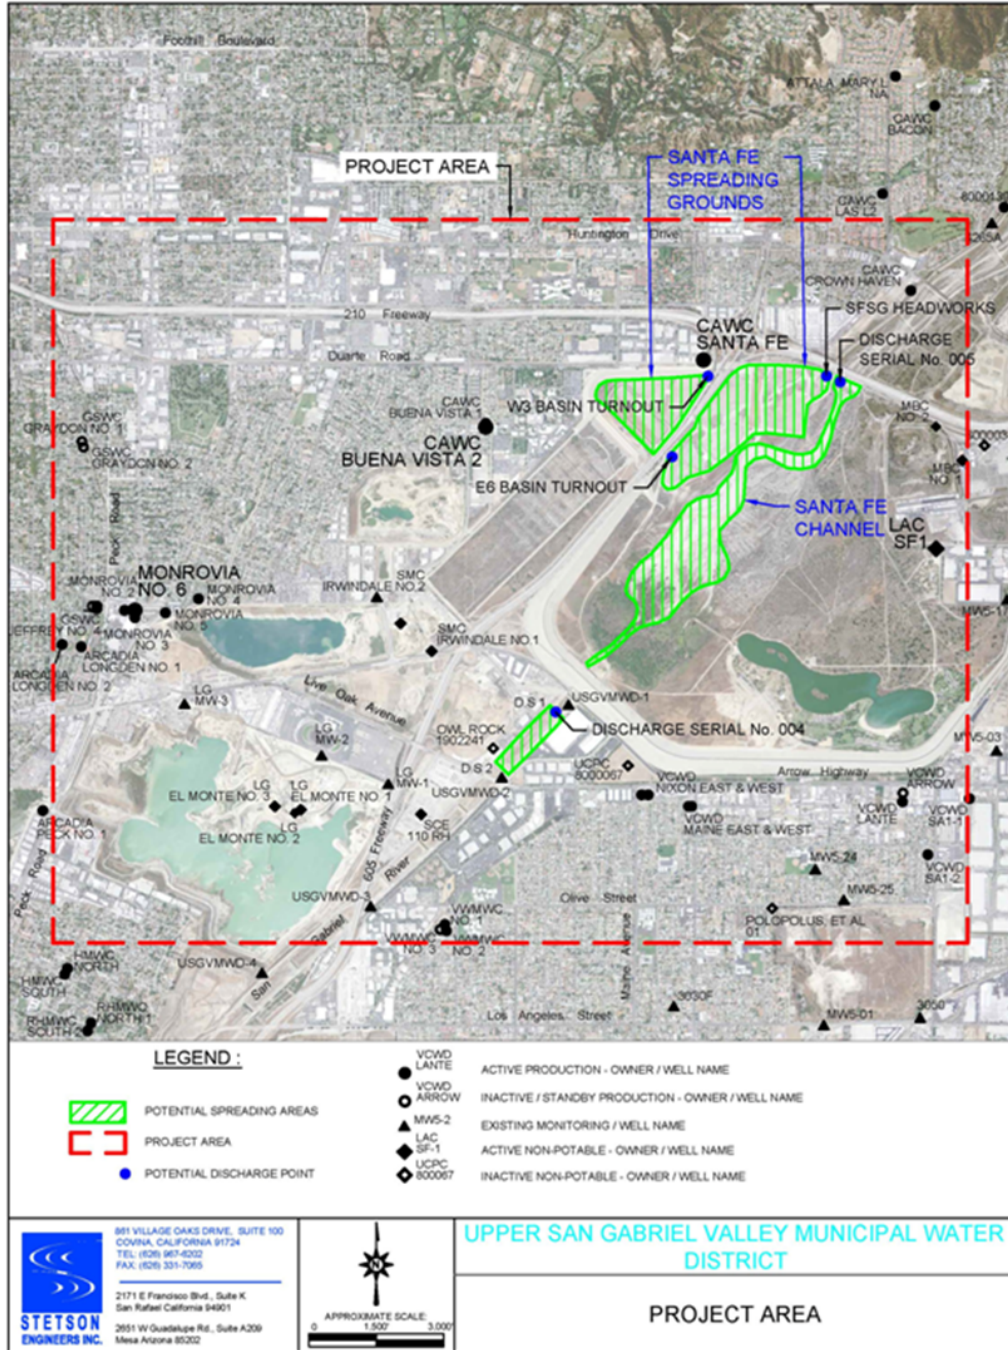 Foothill Boulevard
ATTALA, MARY L
NA
CAWC
BACON
PROJECT AREA
SANTA FE
SPREADING
GROUNDS
CAWC
LAS L2
Huntington Drive
CAWC
CROWN HAVEN
210 Freeway
SFSG HEADWORKS
CAWC
SANTA FE
DISCHARGE
SERIAL No. 005
Duarte Road
W3 BASIN TURNOUT
CAWC
BUENA VISTA 1
CAWC
BUENA VISTA 2
GSWC
GRAYDON NO. 1
GSWC
GRAYDON NO. 2
MBC
NO. 2
MBC
NO. 1
E6 BASIN TURNOUT
SANTA FE
CHANNEL
LAC
SF1
Peck Road
MONROVIA
NO. 6
MONROVIA
NO. 2
MONROVIA
NO. 4
MONROVIA
NO. 5
MONROVIA
NO. 3
SMC
IRWINDALE NO.2
SMC
IRWINDALE NO.1
GSWC
JEFFREY NO. 4
ARCADIA
LONGDEN NO. 1
ARCADIA
LONGDEN NO. 2
LG
MW-3
Live Oak Avenue
LG
MW-2
D.S 1
USGVMWD-1
DISCHARGE SERIAL No. 004
OWL ROCK
1902241
D.S 2
USGVMWD-2
UCPC
8000067
MW5-03
Arrow Highway
LG
MW-1
LG
EL MONTE NO. 3
LG
EL MONTE NO. 1
LG
EL MONTE NO. 2
SCE
110 RH
VCWD
NIXON EAST & WEST
VCWD
MAINE EAST & WEST
VCWD
ARROW
VCWD
LANTE
VCWD
SA1-1
VCWD
SA1-2
ARCADIA
PECK NO. 1
Peck Road
605 Freeway
San Gabriel River
MW5-24
MW5-25
Olive Street
Maine Avenue
POLOPOLUS, ET AL
01
USGVMWD-3
VWMWC
NO. 1
VWMWC
NO. 3
VWMWC
NO. 2
USGVMWD-4
HMWC
NORTH
HMWC
SOUTH
RHMWC
NORTH 1
RHMWC
SOUTH 2
Los Angeles Street
3030F
MW5-01
3050
LEGEND :
POTENTIAL SPREADING AREAS
PROJECT AREA
POTENTIAL DISCHARGE POINT
VCWD
LANTE
ACTIVE PRODUCTION - OWNER / WELL NAME
VCWD
ARROW
INACTIVE / STANDBY PRODUCTION - OWNER / WELL NAME
MW5-2
EXISTING MONITORING / WELL NAME
LAC
SF-1
ACTIVE NON-POTABLE - OWNER / WELL NAME
UCPC
800067
INACTIVE NON-POTABLE - OWNER / WELL NAME
STETSON
ENGINEERS INC.
861 VILLAGE OAKS DRIVE, SUITE 100
COVINA, CALIFORNIA 91724
TEL: (626) 967-6202
FAX: (626) 331-7065
2171 E Francisco Blvd., Suite K
San Rafael California 94901
2651 W Guadalupe Rd., Suite A209
Mesa Arizona 85202
N
APPROXIMATE SCALE:
0 1,500' 3,000'
UPPER SAN GABRIEL VALLEY MUNICIPAL WATER
DISTRICT
PROJECT AREA